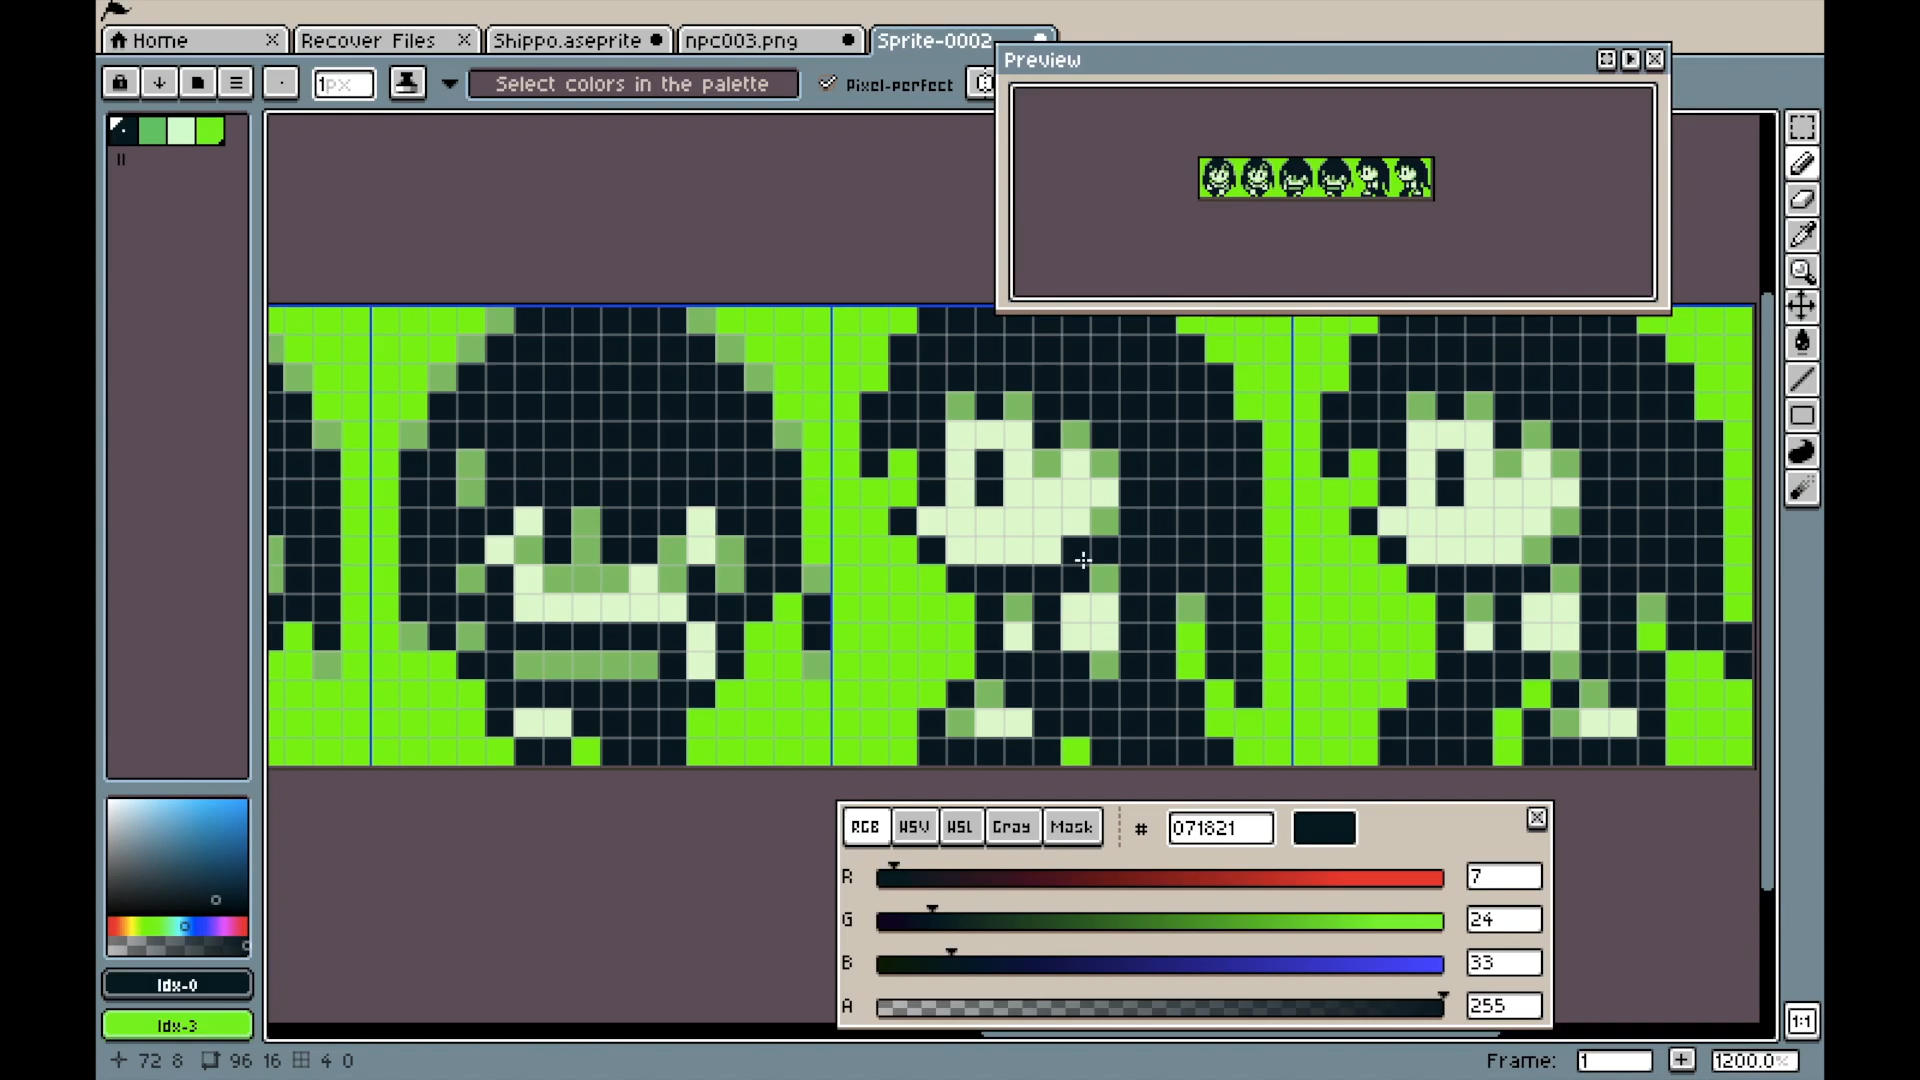 Home
Recover Files
Shippo.aseprite
npc003.png
Sprite-0002
Preview
1px
Select colors in the palette
Pixel-perfect
RGB HSV HSL Gray Mask # 071821
R 7
G 24
B 33
A 255
Idx-0
Idx-3
1:1
72 8 96 16 4 0
Frame: 1 1200.0%